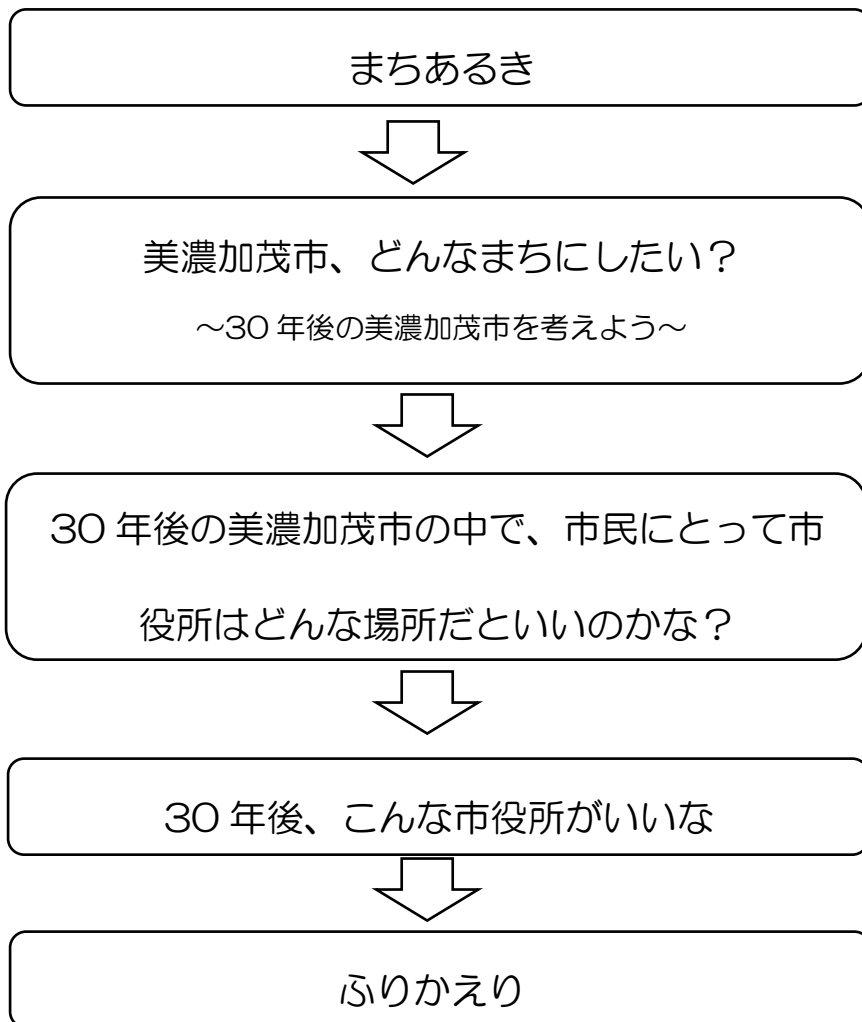 まちあるき
美濃加茂市、どんなまちにしたい？
～30 年後の美濃加茂市を考えよう～
30 年後の美濃加茂市の中で、市民にとって市
役所はどんな場所だといいのかな？
30 年後、こんな市役所がいいな
ふりかえり